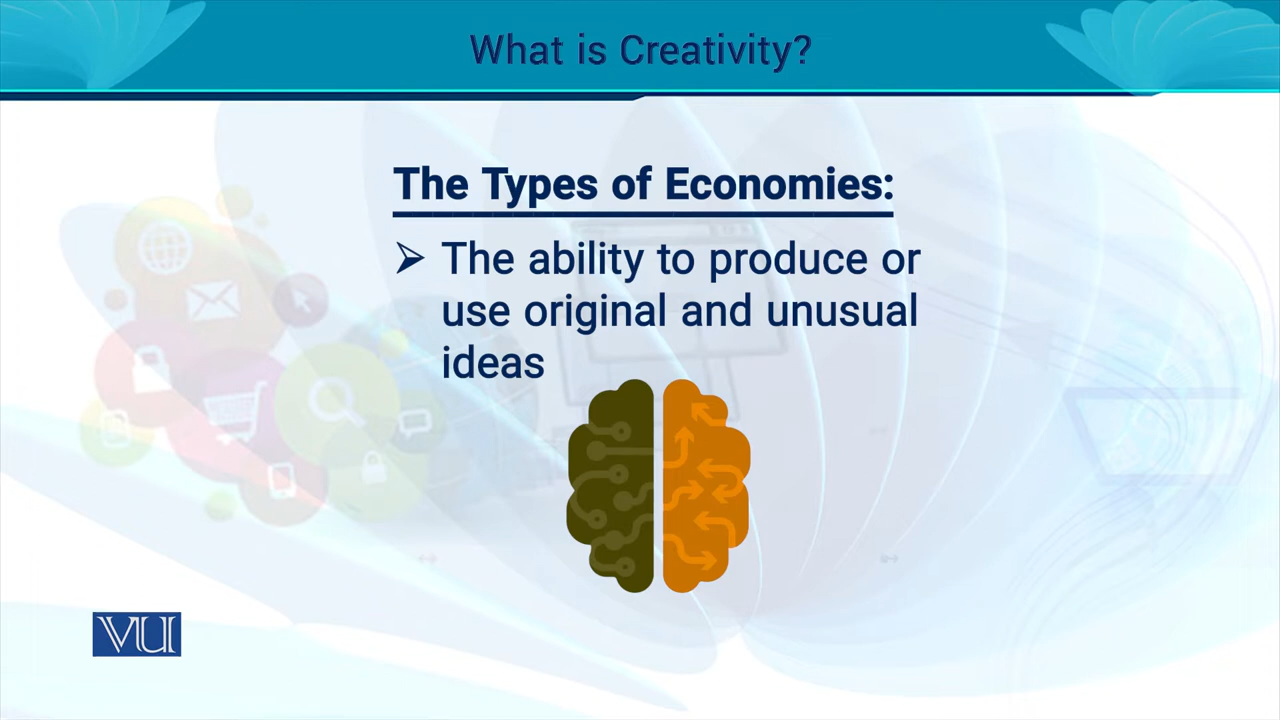 What is Creativity?
The Types of Economies:
➢ The ability to produce or
use original and unusual
ideas
VU